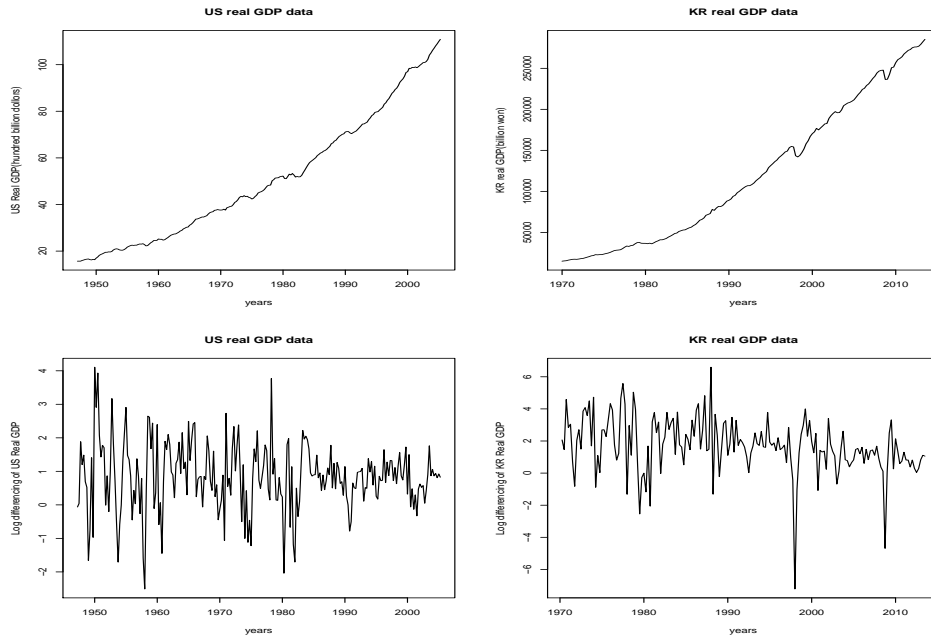 US real GDP data
US Real GDP(hundred billion dollors)
100
80
60
40
20
1950 1960 1970 1980 1990 2000
years
KR real GDP data
KR real GDP(billion won)
250000
200000
150000
100000
50000
1970 1980 1990 2000 2010
years
US real GDP data
Log differencing of US Real GDP
4
3
2
1
0
−1
−2
1950 1960 1970 1980 1990 2000
years
KR real GDP data
Log differencing of KR Real GDP
6
4
2
0
−2
−4
−6
1970 1980 1990 2000 2010
years